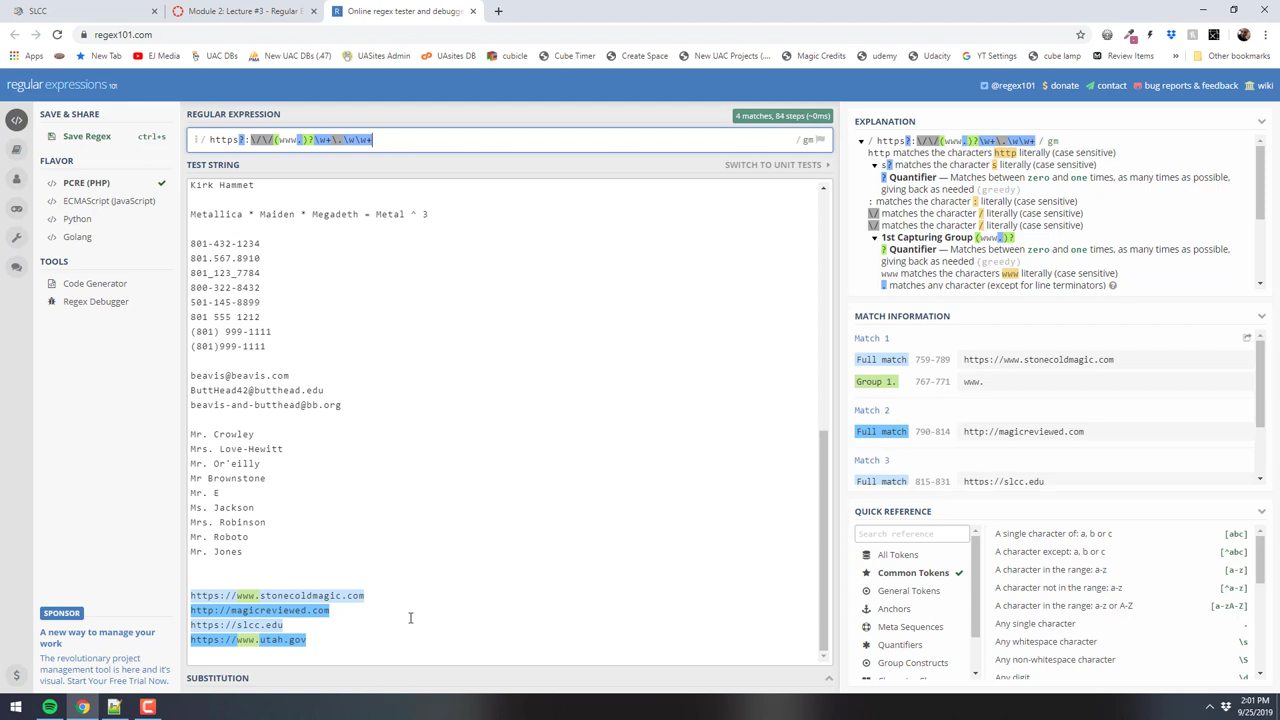 SLCC
Module 2: Lecture #3 - Regular E
Online regex tester and debugge
regex101.com
Apps
Town
EJ Media
UAC DBs
New UAC DBs (.47)
UASites Admin
UASites DB
cubicle
Cube Timer
Create Space
New UAC Projects (...
Magic Credits
udemy
Udacity
YT Settings
cube lamp
Review Items
Other bookmarks
regular expressions 101
@regex101
donate
contact
bug reports & feedback
wiki
SAVE & SHARE
Save Regex ctrl+s
FLAVOR
PCRE (PHP)
ECMAScript (JavaScript)
Python
Golang
TOOLS
Code Generator
Regex Debugger
SPONSOR
A new way to manage your
work
The revolutionary project
management tool is here and it's
visual. Start Your Free Trial Now.
REGULAR EXPRESSION
4 matches, 84 steps (~0ms)
/ https?:\/\/(www.)?\w+\.\w\w+ / gm
TEST STRING
SWITCH TO UNIT TESTS
Kirk Hammet
Metallica * Maiden * Megadeth = Metal ^ 3
801-432-1234
801.567.8910
801_123_7784
800-322-8432
501-145-8899
801 555 1212
(801) 999-1111
(801)999-1111
beavis@beavis.com
ButtHead42@butthead.edu
beavis-and-butthead@bb.org
Mr. Crowley
Mrs. Love-Hewitt
Mr. Or'eilly
Mr Brownstone
Mr. E
Ms. Jackson
Mrs. Robinson
Mr. Roboto
Mr. Jones
https://www.stonecoldmagic.com
http://magicreviewed.com
https://slcc.edu
https://www.utah.gov
SUBSTITUTION
EXPLANATION
/ https?:\/\/(www.)?\w+\.\w\w+ / gm
http matches the characters http literally (case sensitive)
s? matches the character s literally (case sensitive)
? Quantifier — Matches between zero and one times, as many times as possible,
giving back as needed (greedy)
: matches the character : literally (case sensitive)
\/ matches the character / literally (case sensitive)
\/ matches the character / literally (case sensitive)
1st Capturing Group (www.)?
? Quantifier — Matches between zero and one times, as many times as possible,
giving back as needed (greedy)
www matches the characters www literally (case sensitive)
. matches any character (except for line terminators)
MATCH INFORMATION
Match 1
Full match 759-789 https://www.stonecoldmagic.com
Group 1. 767-771 www.
Match 2
Full match 790-814 http://magicreviewed.com
Match 3
Full match 815-831 https://slcc.edu
QUICK REFERENCE
Search reference
All Tokens
Common Tokens
General Tokens
Anchors
Meta Sequences
Quantifiers
Group Constructs
A single character of: a, b or c [abc]
A character except: a, b or c [^abc]
A character in the range: a-z [a-z]
A character not in the range: a-z [^a-z]
A character in the range: a-z or A-Z [a-zA-Z]
Any single character .
Any whitespace character \s
Any non-whitespace character \S
Any digit \d
2:01 PM
9/25/2019